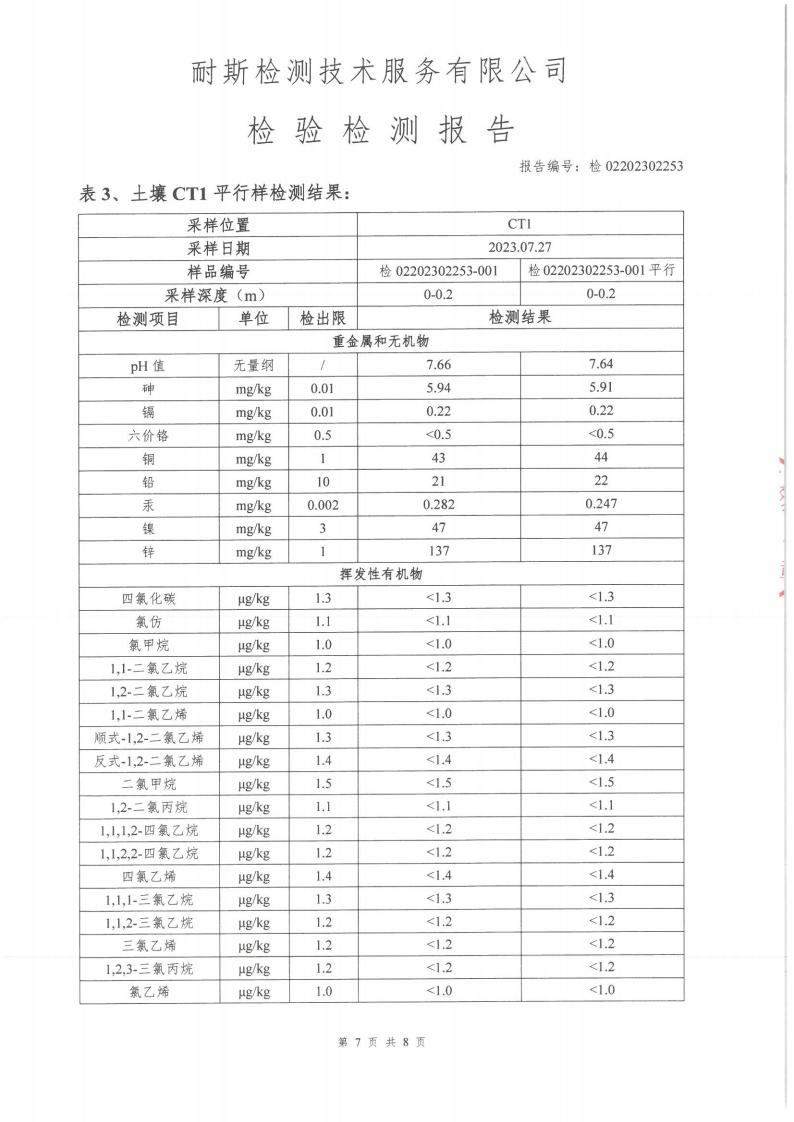 耐斯检测技术服务有限公司
检验检测报告
报告编号：检 02202302253
表 3、土壤 CT1 平行样检测结果：
采样位置 CT1
采样日期 2023.07.27
样品编号 检 02202302253-001 检 02202302253-001 平行
采样深度（m） 0-0.2 0-0.2
检测项目 单位 检出限 检测结果
重金属和无机物
pH 值 无量纲 / 7.66 7.64
砷 mg/kg 0.01 5.94 5.91
镉 mg/kg 0.01 0.22 0.22
六价铬 mg/kg 0.5 <0.5 <0.5
铜 mg/kg 1 43 44
铅 mg/kg 10 21 22
汞 mg/kg 0.002 0.282 0.247
镍 mg/kg 3 47 47
锌 mg/kg 1 137 137
挥发性有机物
四氯化碳 μg/kg 1.3 <1.3 <1.3
氯仿 μg/kg 1.1 <1.1 <1.1
氯甲烷 μg/kg 1.0 <1.0 <1.0
1,1-二氯乙烷 μg/kg 1.2 <1.2 <1.2
1,2-二氯乙烷 μg/kg 1.3 <1.3 <1.3
1,1-二氯乙烯 μg/kg 1.0 <1.0 <1.0
顺式-1,2-二氯乙烯 μg/kg 1.3 <1.3 <1.3
反式-1,2-二氯乙烯 μg/kg 1.4 <1.4 <1.4
二氯甲烷 μg/kg 1.5 <1.5 <1.5
1,2-二氯丙烷 μg/kg 1.1 <1.1 <1.1
1,1,1,2-四氯乙烷 μg/kg 1.2 <1.2 <1.2
1,1,2,2-四氯乙烷 μg/kg 1.2 <1.2 <1.2
四氯乙烯 μg/kg 1.4 <1.4 <1.4
1,1,1-三氯乙烷 μg/kg 1.3 <1.3 <1.3
1,1,2-三氯乙烷 μg/kg 1.2 <1.2 <1.2
三氯乙烯 μg/kg 1.2 <1.2 <1.2
1,2,3-三氯丙烷 μg/kg 1.2 <1.2 <1.2
氯乙烯 μg/kg 1.0 <1.0 <1.0
第 7 页 共 8 页